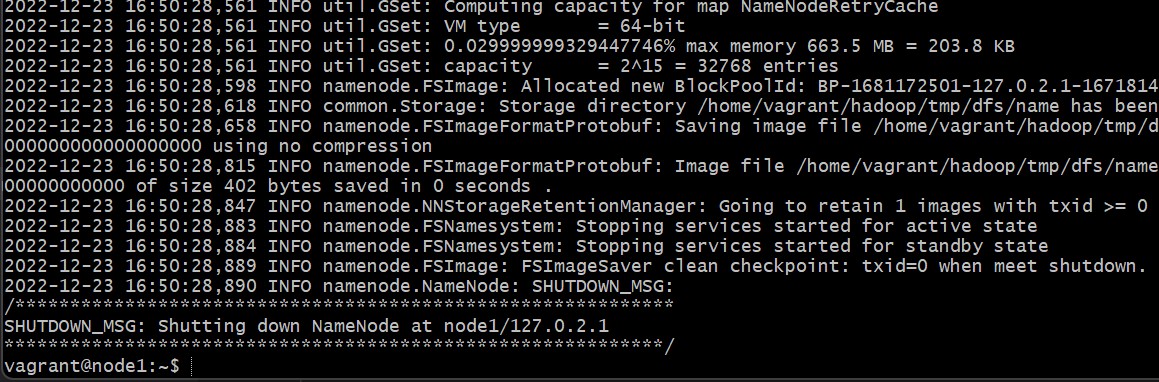 2022-12-23 16:50:28,561 INFO util.GSet: Computing capacity for map NameNodeRetryCache
2022-12-23 16:50:28,561 INFO util.GSet: VM type       = 64-bit
2022-12-23 16:50:28,561 INFO util.GSet: 0.029999999329447746% max memory 663.5 MB = 203.8 KB
2022-12-23 16:50:28,561 INFO util.GSet: capacity      = 2^15 = 32768 entries
2022-12-23 16:50:28,598 INFO namenode.FSImage: Allocated new BlockPoolId: BP-1681172501-127.0.2.1-1671814
2022-12-23 16:50:28,618 INFO common.Storage: Storage directory /home/vagrant/hadoop/tmp/dfs/name has been
2022-12-23 16:50:28,658 INFO namenode.FSImageFormatProtobuf: Saving image file /home/vagrant/hadoop/tmp/d
000000000000000000 using no compression
2022-12-23 16:50:28,815 INFO namenode.FSImageFormatProtobuf: Image file /home/vagrant/hadoop/tmp/dfs/name
00000000000 of size 402 bytes saved in 0 seconds .
2022-12-23 16:50:28,847 INFO namenode.NNStorageRetentionManager: Going to retain 1 images with txid >= 0
2022-12-23 16:50:28,883 INFO namenode.FSNamesystem: Stopping services started for active state
2022-12-23 16:50:28,884 INFO namenode.FSNamesystem: Stopping services started for standby state
2022-12-23 16:50:28,889 INFO namenode.FSImage: FSImageSaver clean checkpoint: txid=0 when meet shutdown.
2022-12-23 16:50:28,890 INFO namenode.NameNode: SHUTDOWN_MSG:
/************************************************************
SHUTDOWN_MSG: Shutting down NameNode at node1/127.0.2.1
************************************************************/
vagrant@node1:~$